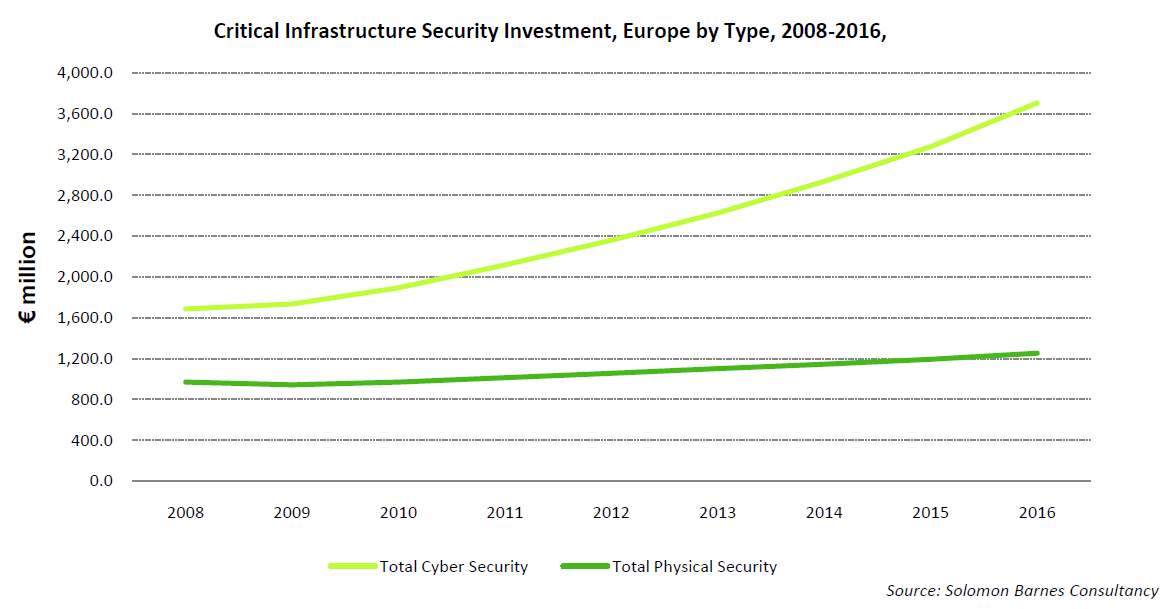 Critical Infrastructure Security Investment, Europe by Type, 2008-2016,
4,000.0
3,600.0
3,200.0
2,800.0
2,400.0
2,000.0
1,600.0
1,200.0
800.0
400.0
0.0
€ million
2008 2009 2010 2011 2012 2013 2014 2015 2016
Total Cyber Security Total Physical Security
Source: Solomon Barnes Consultancy